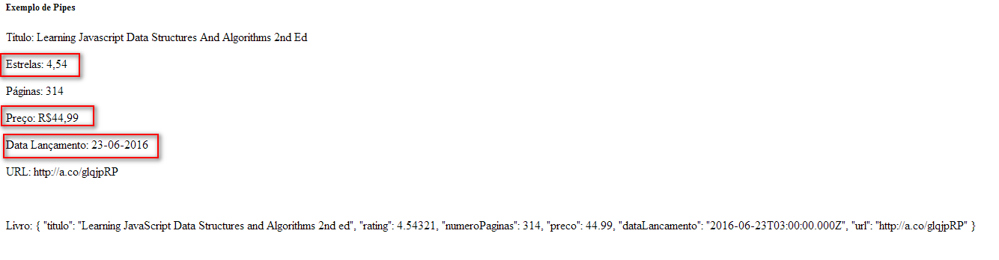 Exemplo de Pipes
Título: Learning Javascript Data Structures And Algorithms 2nd Ed
Estrelas: 4,54
Páginas: 314
Preço: R$44,99
Data Lançamento: 23-06-2016
URL: http://a.co/glqjpRP
Livro: { "titulo": "Learning JavaScript Data Structures and Algorithms 2nd ed", "rating": 4.54321, "numeroPaginas": 314, "preco": 44.99, "dataLancamento": "2016-06-23T03:00:00.000Z", "url": "http://a.co/glqjpRP" }